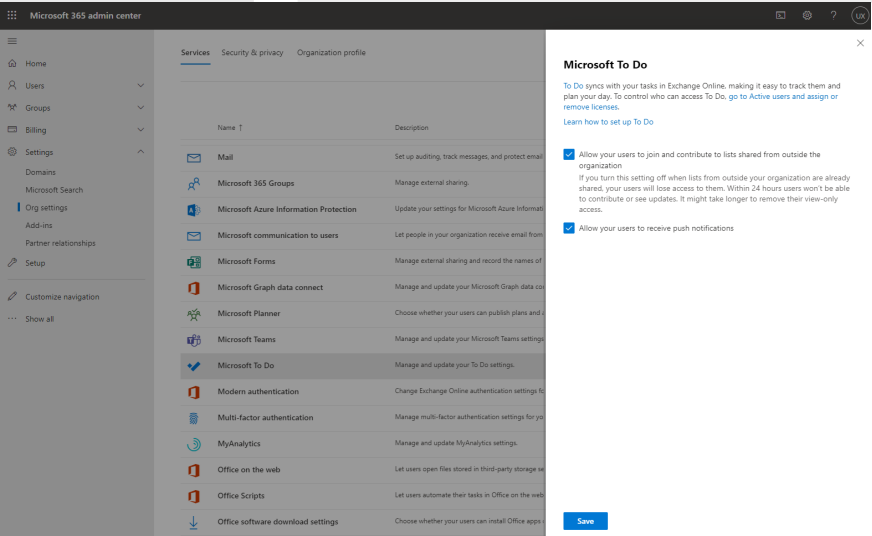 Microsoft 365 admin center
UX
Home
Users
Groups
Billing
Settings
Domains
Microsoft Search
Org settings
Add-ins
Partner relationships
Setup
Customize navigation
Show all
Services Security & privacy Organization profile
Name ↑ Description
Mail Set up auditing, track messages, and protect email
Microsoft 365 Groups Manage external sharing.
Microsoft Azure Information Protection Update your settings for Microsoft Azure Informati
Microsoft communication to users Let people in your organization receive email from
Microsoft Forms Manage external sharing and record the names of
Microsoft Graph data connect Manage and update your Microsoft Graph data
Microsoft Planner Choose whether your users can publish plans and
Microsoft Teams Manage and update your Microsoft Teams settings
Microsoft To Do Manage and update your To Do settings.
Modern authentication Change Exchange Online authentication settings
Multi-factor authentication Manage multi-factor authentication settings for
MyAnalytics Manage and update MyAnalytics settings.
Office on the web Let users open files stored in third-party storage
Office Scripts Let users automate their tasks in Office on the web
Office software download settings Choose whether your users can install Office apps
Microsoft To Do
To Do syncs with your tasks in Exchange Online, making it easy to track them and
plan your day. To control who can access To Do, go to Active users and assign or
remove licenses.
Learn how to set up To Do
Allow your users to join and contribute to lists shared from outside the
organization
If you turn this setting off when lists from outside your organization are already
shared, your users will lose access to them. Within 24 hours users won't be able
to contribute or see updates. It might take longer to remove their view-only
access.
Allow your users to receive push notifications
Save